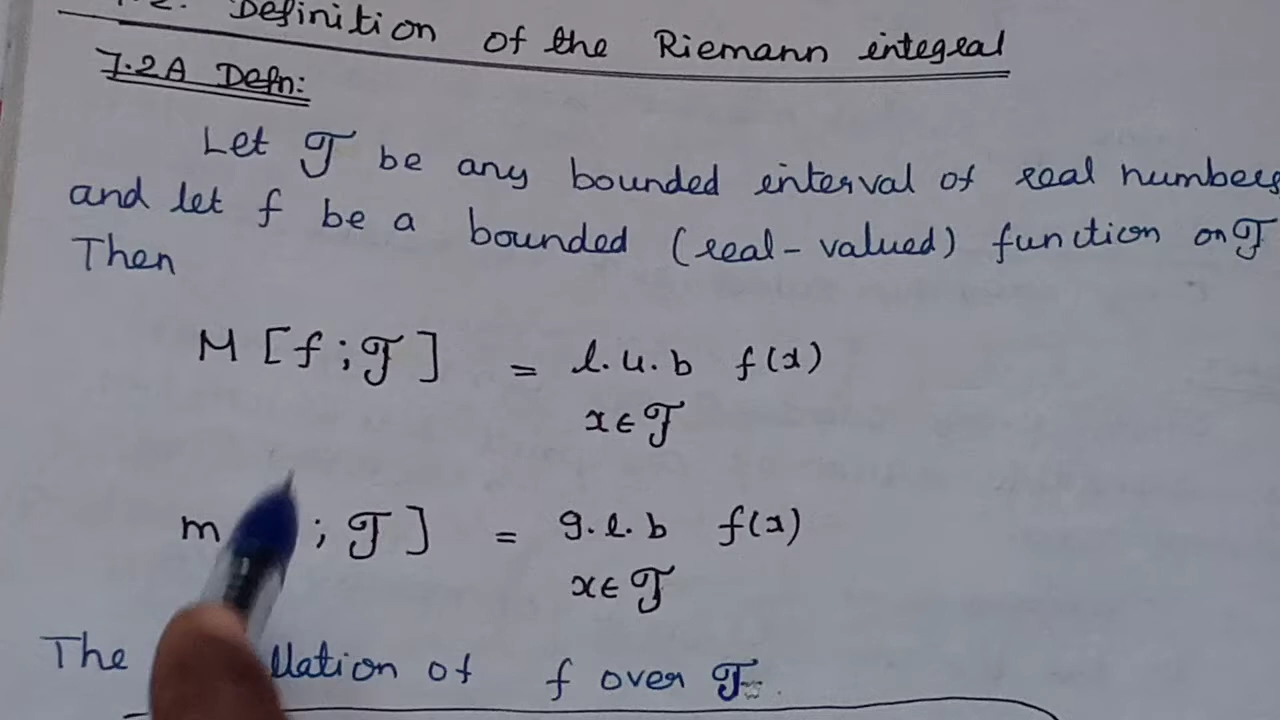 Definition of the Riemann integral
7.2A Defn:
Let 𝒯 be any bounded interval of real numbers
and let f be a bounded (real-valued) function on 𝒯
Then
M [f ; 𝒯] = l.u.b f(x)
x ∈ 𝒯
m ; 𝒯] = g.l.b f(x)
x ∈ 𝒯
The llation of f over 𝒯